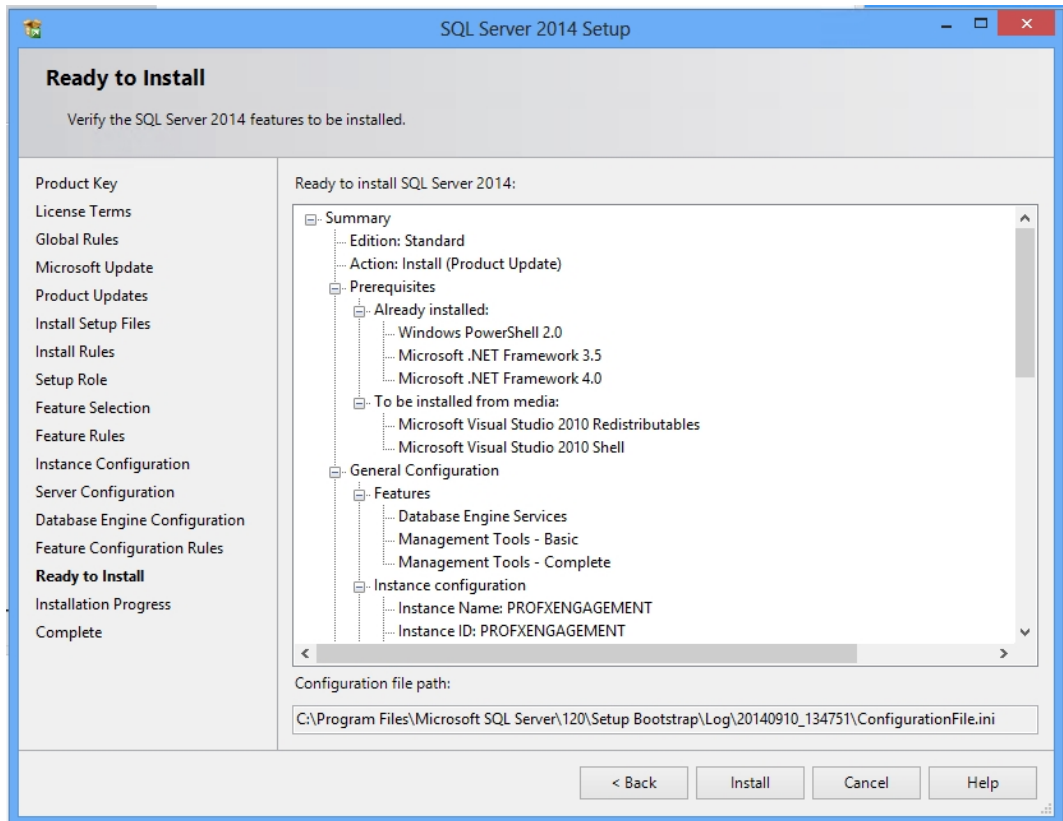 SQL Server 2014 Setup
Ready to Install
Verify the SQL Server 2014 features to be installed.
Product Key
License Terms
Global Rules
Microsoft Update
Product Updates
Install Setup Files
Install Rules
Setup Role
Feature Selection
Feature Rules
Instance Configuration
Server Configuration
Database Engine Configuration
Feature Configuration Rules
Ready to Install
Installation Progress
Complete
Ready to install SQL Server 2014:
Summary
Edition: Standard
Action: Install (Product Update)
Prerequisites
Already installed:
Windows PowerShell 2.0
Microsoft .NET Framework 3.5
Microsoft .NET Framework 4.0
To be installed from media:
Microsoft Visual Studio 2010 Redistributables
Microsoft Visual Studio 2010 Shell
General Configuration
Features
Database Engine Services
Management Tools - Basic
Management Tools - Complete
Instance configuration
Instance Name: PROFXENGAGEMENT
Instance ID: PROFXENGAGEMENT
Configuration file path:
C:\Program Files\Microsoft SQL Server\120\Setup Bootstrap\Log\20140910_134751\ConfigurationFile.ini
< Back Install Cancel Help